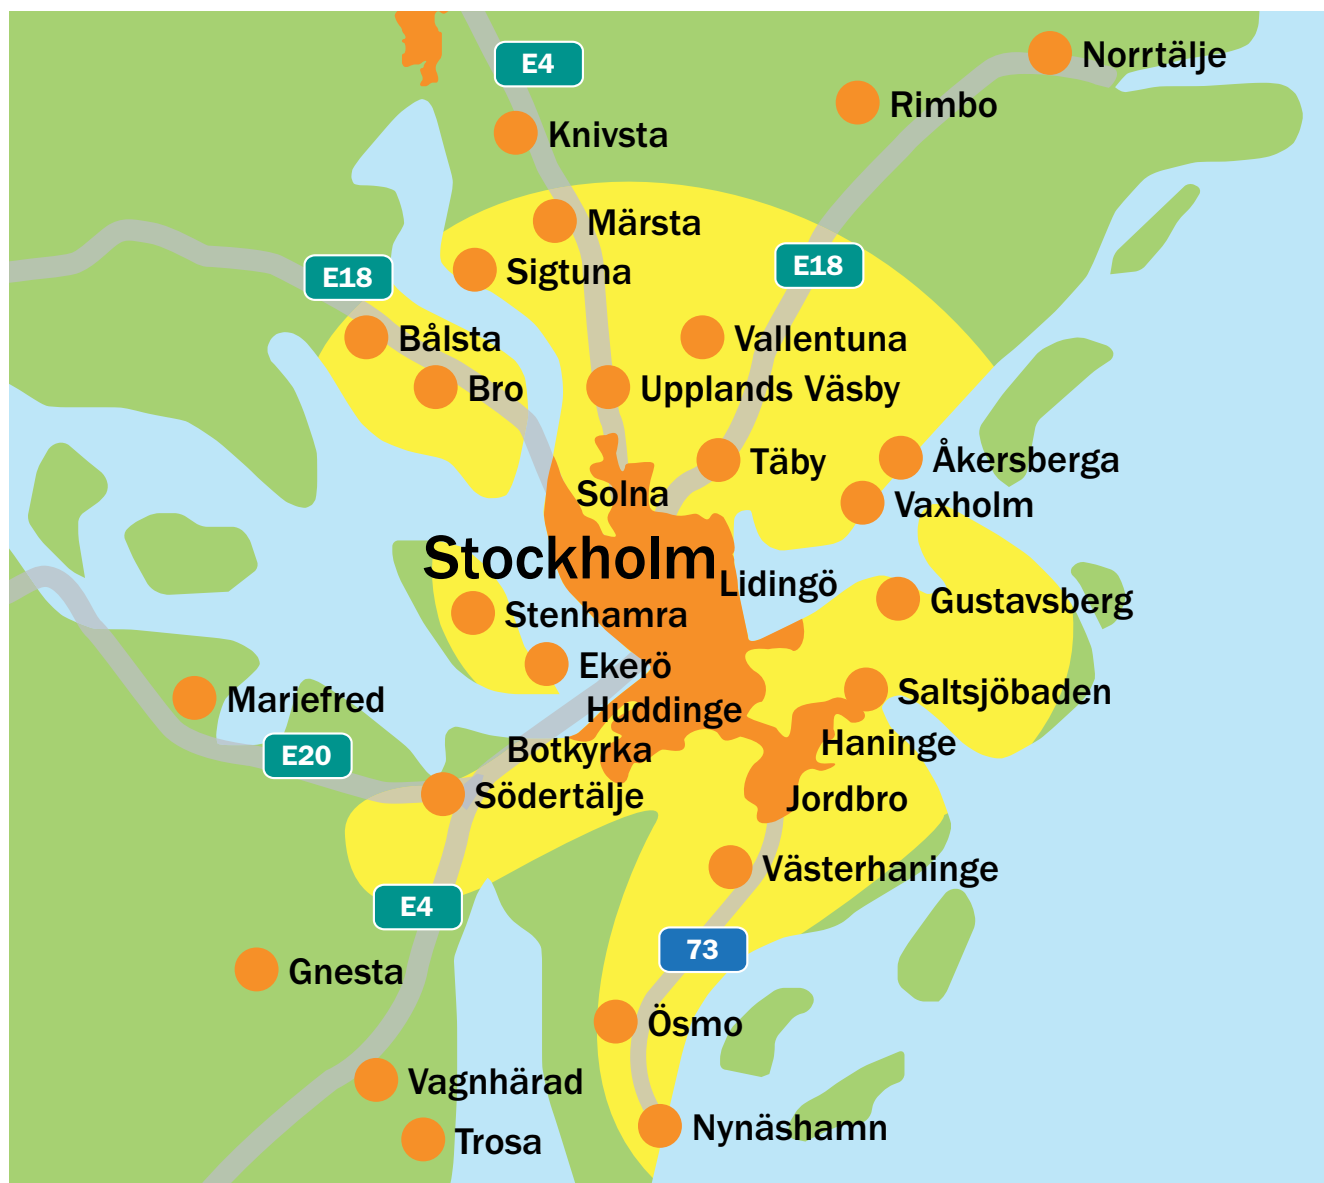 Norrtälje
E4
Rimbo
Knivsta
Märsta
E18
Sigtuna
E18
Bålsta
Vallentuna
Bro
Upplands Väsby
Täby
Åkersberga
Solna
Vaxholm
Stockholm
Lidingö
Gustavsberg
Stenhamra
Ekerö
Saltsjöbaden
Mariefred
Huddinge
Haninge
Botkyrka
E20
Södertälje
Jordbro
Västerhaninge
E4
73
Gnesta
Ösmo
Vagnhärad
Nynäshamn
Trosa